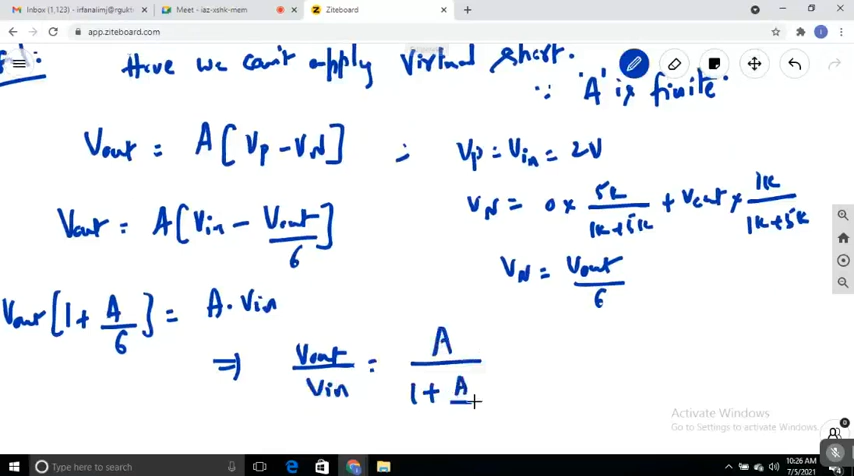 Inbox (1,123) - irfanalimj@rgukt
Meet - iaz-xshk-mem
Ziteboard
app.ziteboard.com
Here we can't apply Virtual short.
∵ 'A' is finite
Vout = A[Vp - VN] ; Vp = Vin = 2V
VN = 0 × 5K/(1K+5K) + Vout × 1K/(1K+5K)
Vout = A[Vin - Vout/6]
VN = Vout/6
Vout[1 + A/6] = A·Vin
⇒ Vout/Vin = A/(1 + A
Activate Windows
Go to Settings to activate Windows.
Type here to search
10:26 AM
7/5/2021